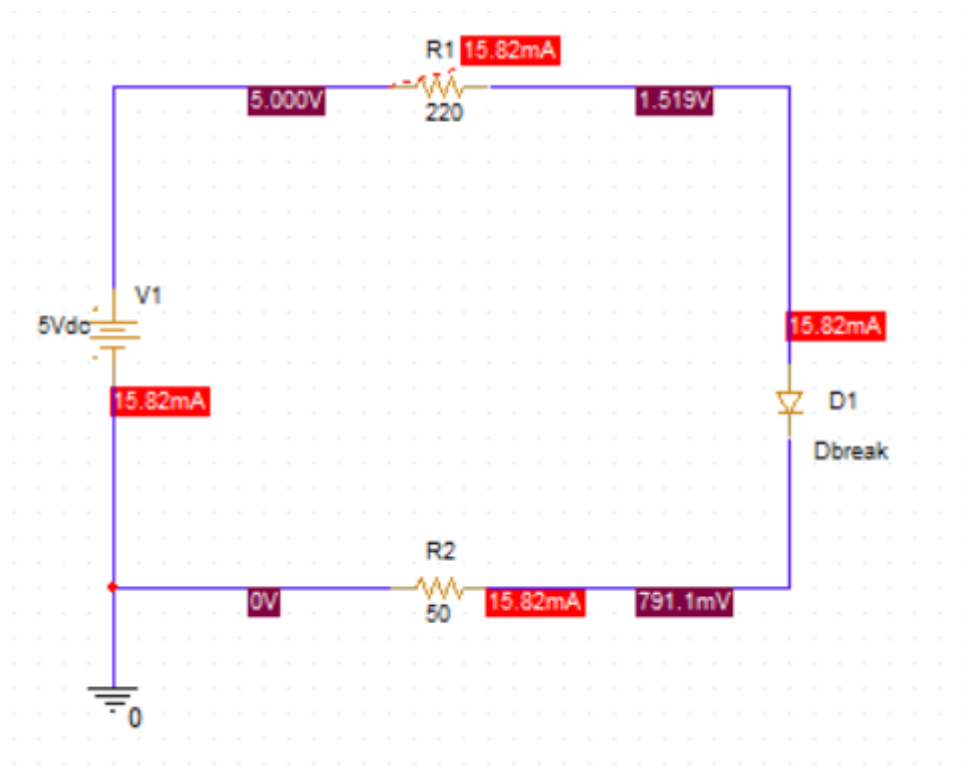 R1 15.82mA
5.000V
220
1.519V
V1
5Vdc
15.82mA
15.82mA
D1
Dbreak
R2
0V
50
15.82mA
791.1mV
0